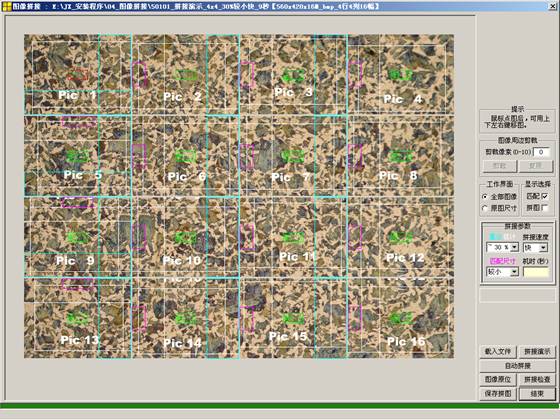 图像拼接 : E:\JX_安装程序\04_图像拼接\S0101_拼接演示_4x4_30%较小快_9秒【560x420x16M_bmp_4行4列16幅】
Pic 1
Pic 2
Pic 3
Pic 4
Pic 5
Pic 6
Pic 7
Pic 8
Pic 9
Pic 10
Pic 11
Pic 12
Pic 13
Pic 14
Pic 15
Pic 16
提示
鼠标点图后，可用上
下左右键移图。
图像周边剪裁
剪裁像素(0-10) 0
剪裁 复原
工作界面 显示选择
全部图像 匹配
原图尺寸 拼图
拼接参数
拼接速度
~ 30 % 快
匹配尺寸 机时(秒)
较小
载入文件 拼接演示
自动拼接
图像原位 拼接检查
保存拼图 结束